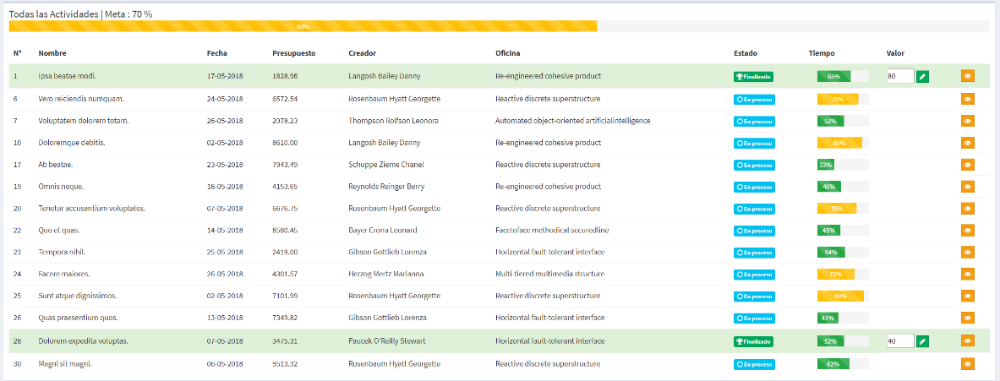 Todas las Actividades | Meta : 70 %
60%
N° Nombre Fecha Presupuesto Creador Oficina Estado Tiempo Valor
1 Ipsa beatae modi. 17-05-2018 1828.96 Langosh Bailey Danny Re-engineered cohesive product Finalizado 65% 80
6 Vero reiciendis numquam. 24-05-2018 6572.54 Rosenbaum Hyatt Georgette Reactive discrete superstructure En proceso 79%
7 Voluptatem dolorem totam. 26-05-2018 2978.23 Thompson Rolfson Leonora Automated object-oriented artificialintelligence En proceso 52%
10 Doloremque debitis. 02-05-2018 8610.00 Langosh Bailey Danny Re-engineered cohesive product En proceso 86%
17 Ab beatae. 23-05-2018 7943.49 Schuppe Zieme Chanel Reactive discrete superstructure En proceso 33%
19 Omnis neque. 18-05-2018 4153.65 Reynolds Reinger Berry Re-engineered cohesive product En proceso 46%
20 Tenetur accusantium voluptates. 07-05-2018 6676.75 Rosenbaum Hyatt Georgette Reactive discrete superstructure En proceso 76%
22 Quo et quas. 14-05-2018 8580.45 Bayer Crona Leonard Facetoface methodical securedline En proceso 45%
23 Tempora nihil. 25-05-2018 2419.00 Gibson Gottlieb Lorenza Horizontal fault-tolerant interface En proceso 54%
24 Facere maiores. 26-05-2018 4301.57 Herzog Mertz Marianna Multi-tiered multimedia structure En proceso 72%
25 Sunt atque dignissimos. 02-05-2018 7101.99 Rosenbaum Hyatt Georgette Reactive discrete superstructure En proceso 90%
26 Quas praesentium quos. 13-05-2018 7349.82 Gibson Gottlieb Lorenza Horizontal fault-tolerant interface En proceso 41%
28 Dolorem expedita voluptas. 07-05-2018 3475.31 Paucek O'Reilly Stewart Horizontal fault-tolerant interface Finalizado 52% 40
30 Magni sit magni. 06-05-2018 9513.32 Rosenbaum Hyatt Georgette Reactive discrete superstructure En proceso 62%